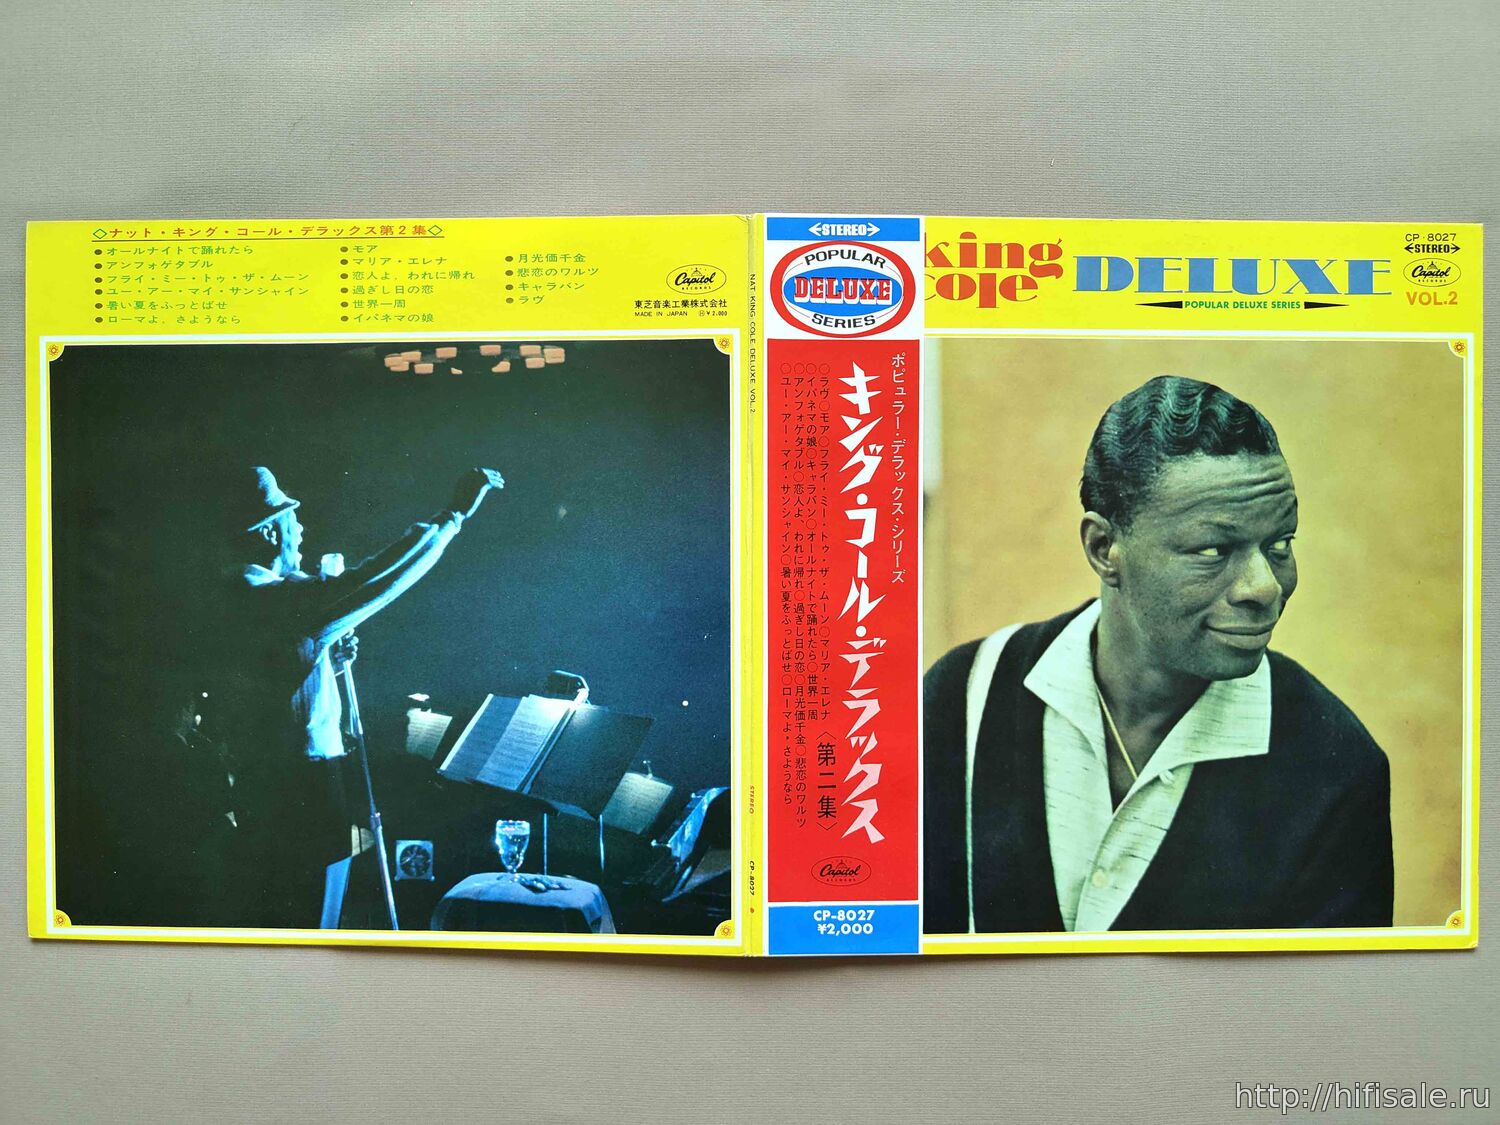 ◇ナット・キング・コール・デラックス第2集◇
●オールナイトで踊れたら
●アンフォゲタブル
●フライ・ミー・トゥ・ザ・ムーン
●ユー・アー・マイ・サンシャイン
●暑い夏をふっとばせ
●ローマよ,さようなら
●モア
●マリア・エレナ
●恋人よ,われに帰れ
●過ぎし日の恋
●世界一周
●イパネマの娘
●月光価千金
●悲恋のワルツ
●キャラバン
●ラヴ
Capitol
RECORDS
東芝音楽工業株式会社
MADE IN JAPAN Ⓗ¥2,000
NAT KING COLE DELUXE VOL.2
STEREO
CP-8027
STEREO
POPULAR
DELUXE
SERIES
ポピュラー・デラックス・シリーズ
キング・コール・デラックス
〈第二集〉
○ラヴ○モア○フライ・ミー・トゥ・ザ・ムーン○マリア・エレナ
○イパネマの娘○キャラバン○オールナイトで踊れたら○世界一周
○アンフォゲタブル○恋人よ、われに帰れ○過ぎし日の恋○月光価千金○悲恋のワルツ
○ユー・アー・マイ・サンシャイン○暑い夏をふっとばせ○ローマよ,さようなら
Capitol
RECORDS
CP-8027
¥2,000
king
cole
DELUXE
POPULAR DELUXE SERIES
CP-8027
STEREO
Capitol
RECORDS
VOL.2
http://hifisale.ru